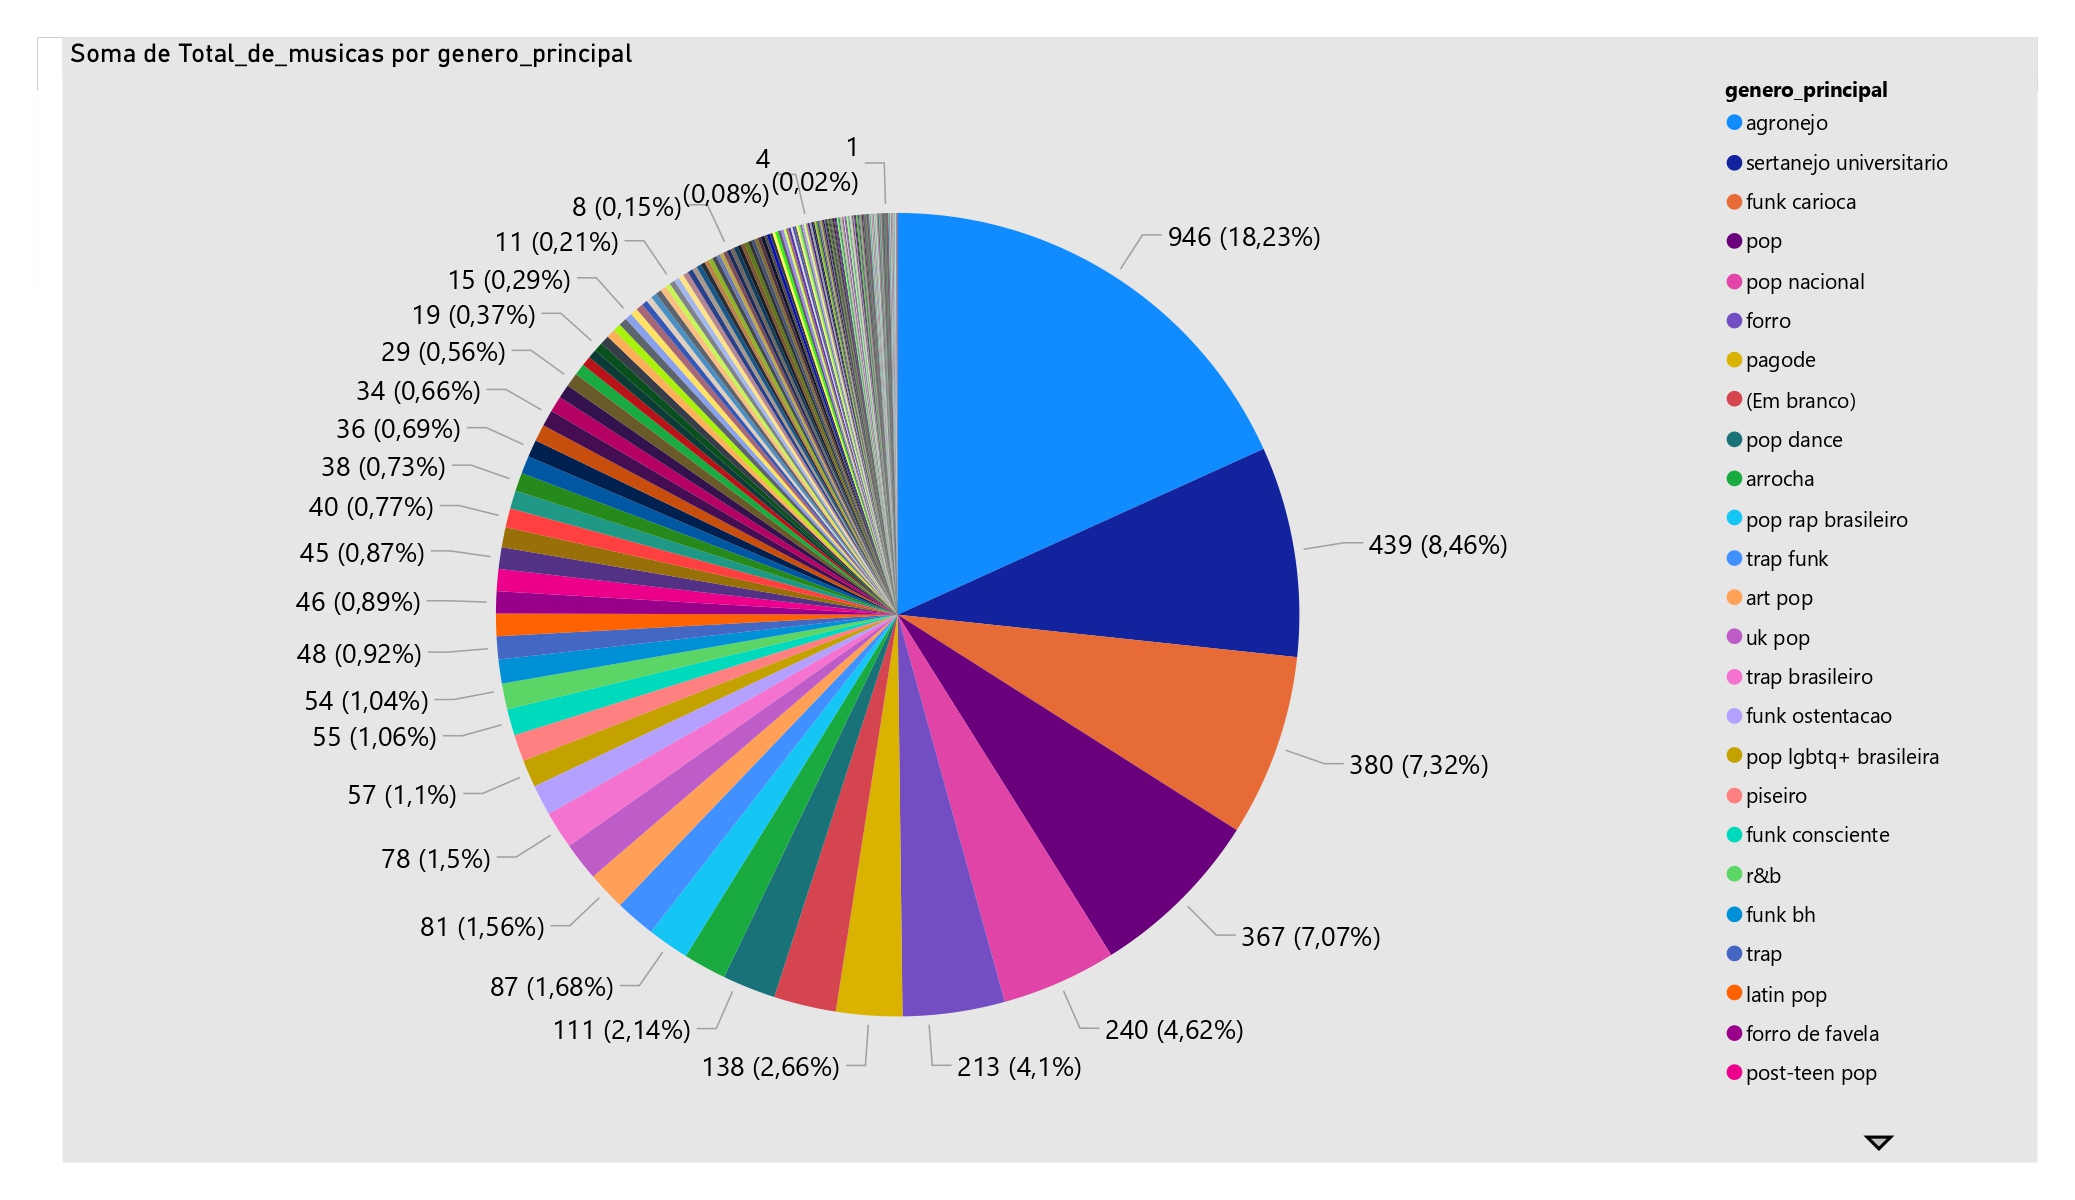 Soma de Total_de_musicas por genero_principal
genero_principal
agronejo
sertanejo universitario
funk carioca
pop
pop nacional
forro
pagode
(Em branco)
pop dance
arrocha
pop rap brasileiro
trap funk
art pop
uk pop
trap brasileiro
funk ostentacao
pop lgbtq+ brasileira
piseiro
funk consciente
r&b
funk bh
trap
latin pop
forro de favela
post-teen pop
946 (18,23%)
439 (8,46%)
380 (7,32%)
367 (7,07%)
240 (4,62%)
213 (4,1%)
138 (2,66%)
111 (2,14%)
87 (1,68%)
81 (1,56%)
78 (1,5%)
57 (1,1%)
55 (1,06%)
54 (1,04%)
48 (0,92%)
46 (0,89%)
45 (0,87%)
40 (0,77%)
38 (0,73%)
36 (0,69%)
34 (0,66%)
29 (0,56%)
19 (0,37%)
15 (0,29%)
11 (0,21%)
8 (0,15%)
4
(0,08%)
1
(0,02%)